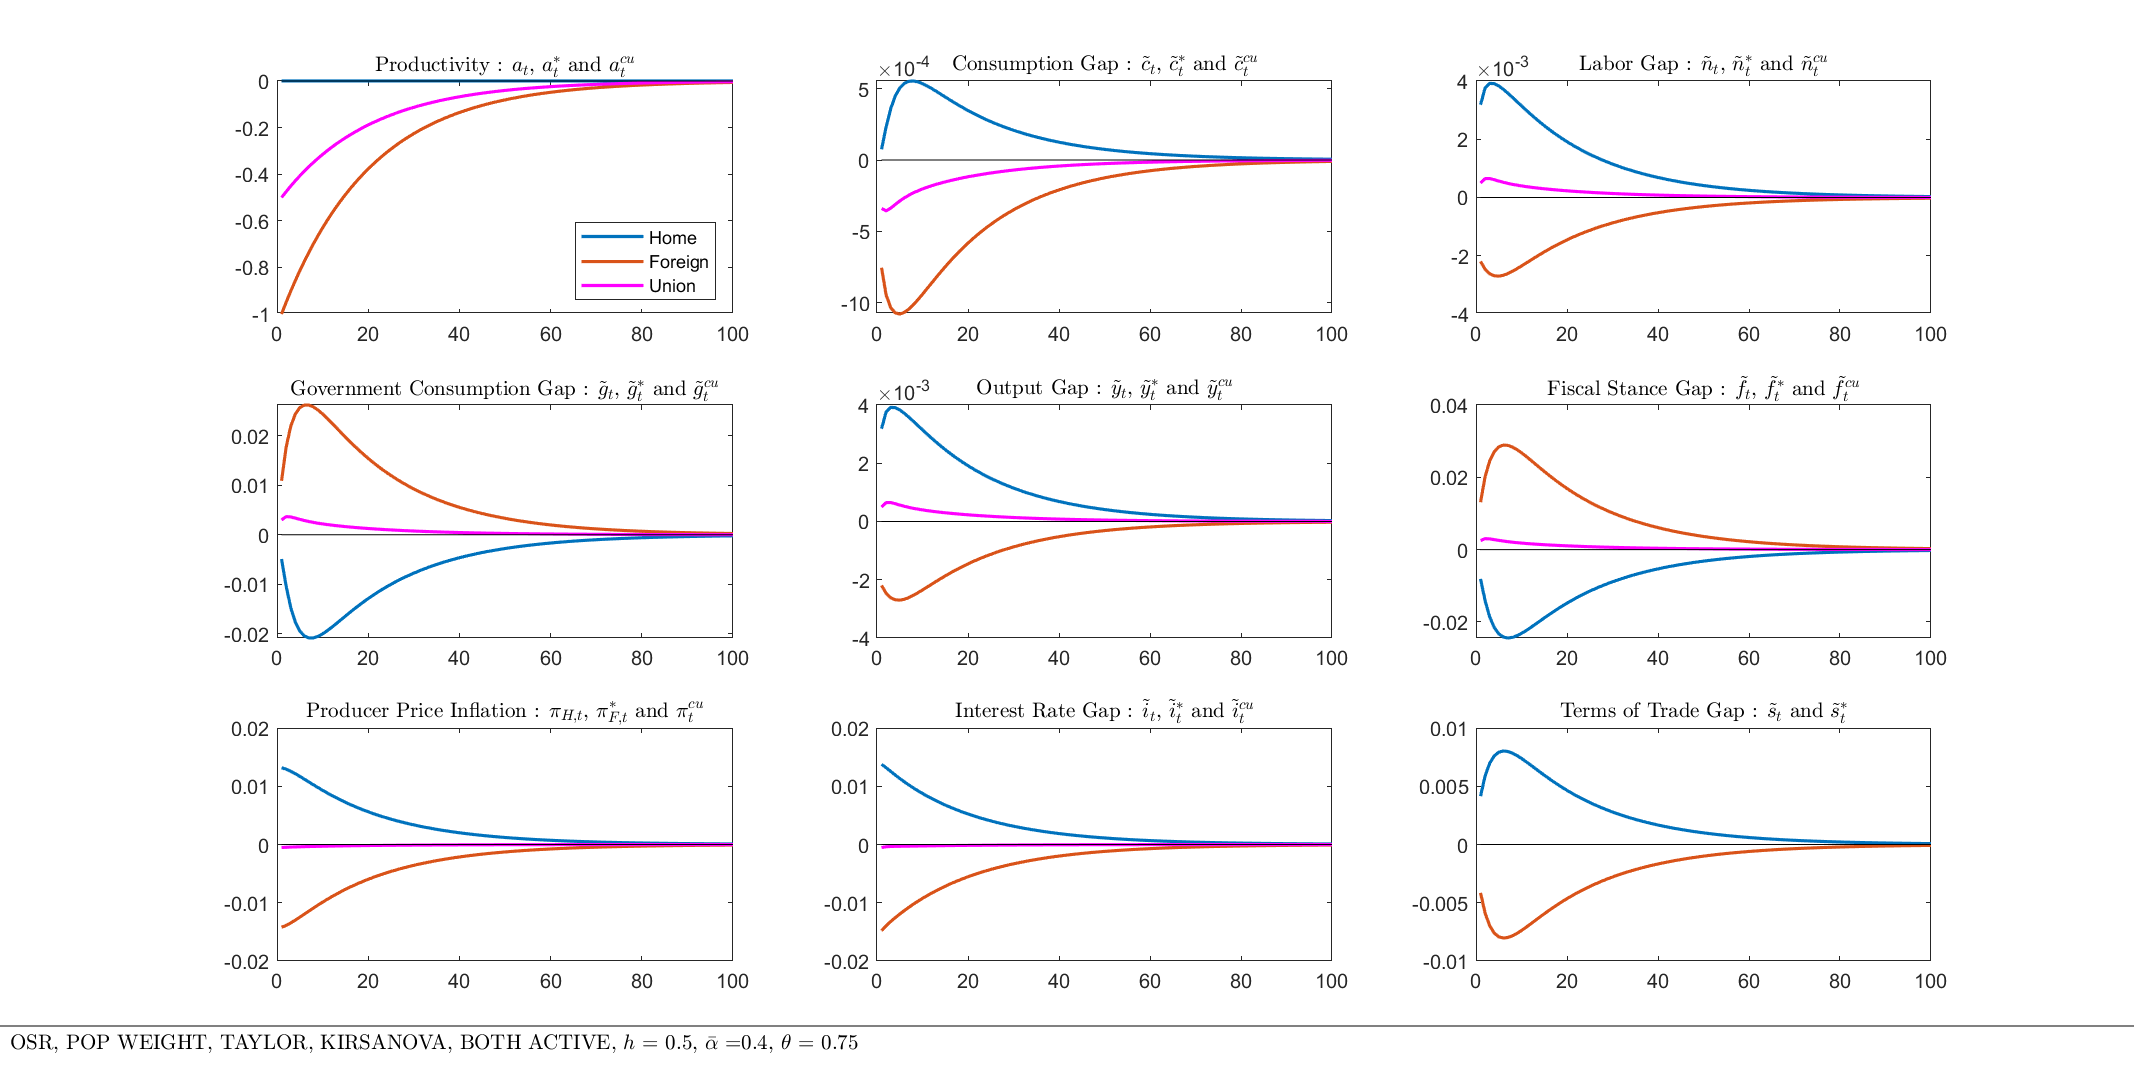 Productivity : a_t, a_t^* and a_t^{cu}
0
-0.2
-0.4
-0.6
-0.8
-1
0 20 40 60 80 100
Home
Foreign
Union
Consumption Gap : c̃_t, c̃_t^* and c̃_t^{cu}
×10^{-4}
5
0
-5
-10
0 20 40 60 80 100
Labor Gap : ñ_t, ñ_t^* and ñ_t^{cu}
×10^{-3}
4
2
0
-2
-4
0 20 40 60 80 100
Government Consumption Gap : g̃_t, g̃_t^* and g̃_t^{cu}
0.02
0.01
0
-0.01
-0.02
0 20 40 60 80 100
Output Gap : ỹ_t, ỹ_t^* and ỹ_t^{cu}
×10^{-3}
4
2
0
-2
-4
0 20 40 60 80 100
Fiscal Stance Gap : f̃_t, f̃_t^* and f̃_t^{cu}
0.04
0.02
0
-0.02
0 20 40 60 80 100
Producer Price Inflation : π_{H,t}, π_{F,t}^* and π_t^{cu}
0.02
0.01
0
-0.01
-0.02
0 20 40 60 80 100
Interest Rate Gap : ĩ_t, ĩ_t^* and ĩ_t^{cu}
0.02
0.01
0
-0.01
-0.02
0 20 40 60 80 100
Terms of Trade Gap : s̃_t and s̃_t^*
0.01
0.005
0
-0.005
-0.01
0 20 40 60 80 100
OSR, POP WEIGHT, TAYLOR, KIRSANOVA, BOTH ACTIVE, h = 0.5, ᾱ =0.4, θ = 0.75